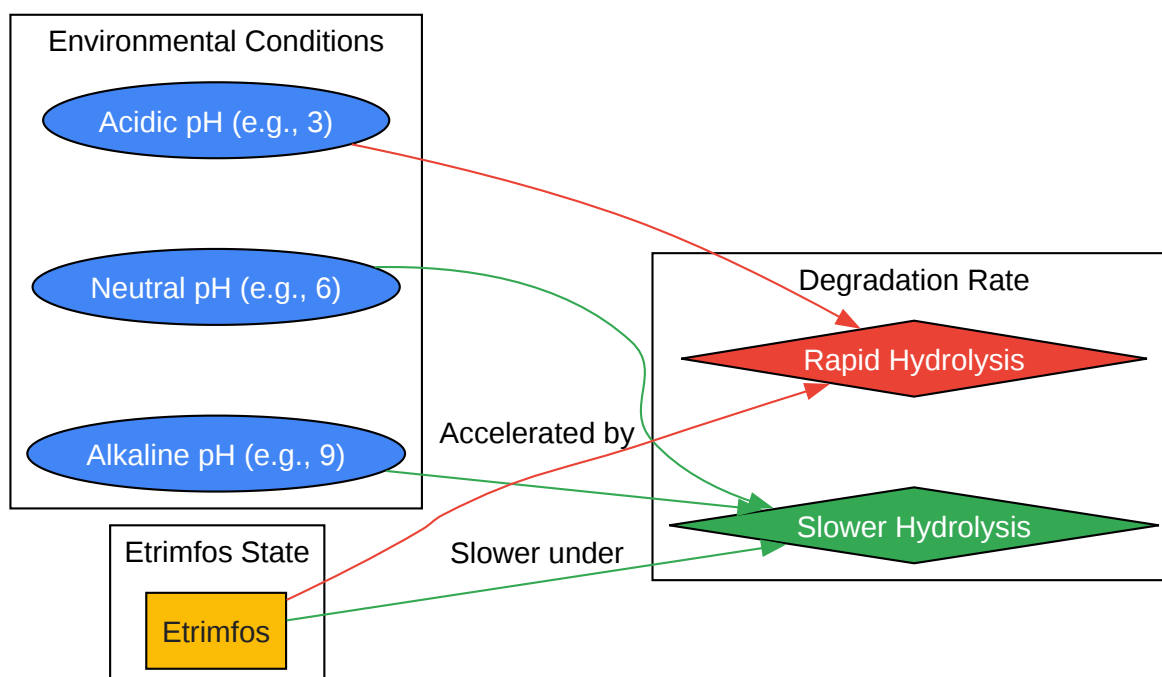 Environmental Conditions
Acidic pH (e.g., 3)
Neutral pH (e.g., 6)
Alkaline pH (e.g., 9)
Degradation Rate
Rapid Hydrolysis
Slower Hydrolysis
Accelerated by
Slower under
Etrimfos State
Etrimfos